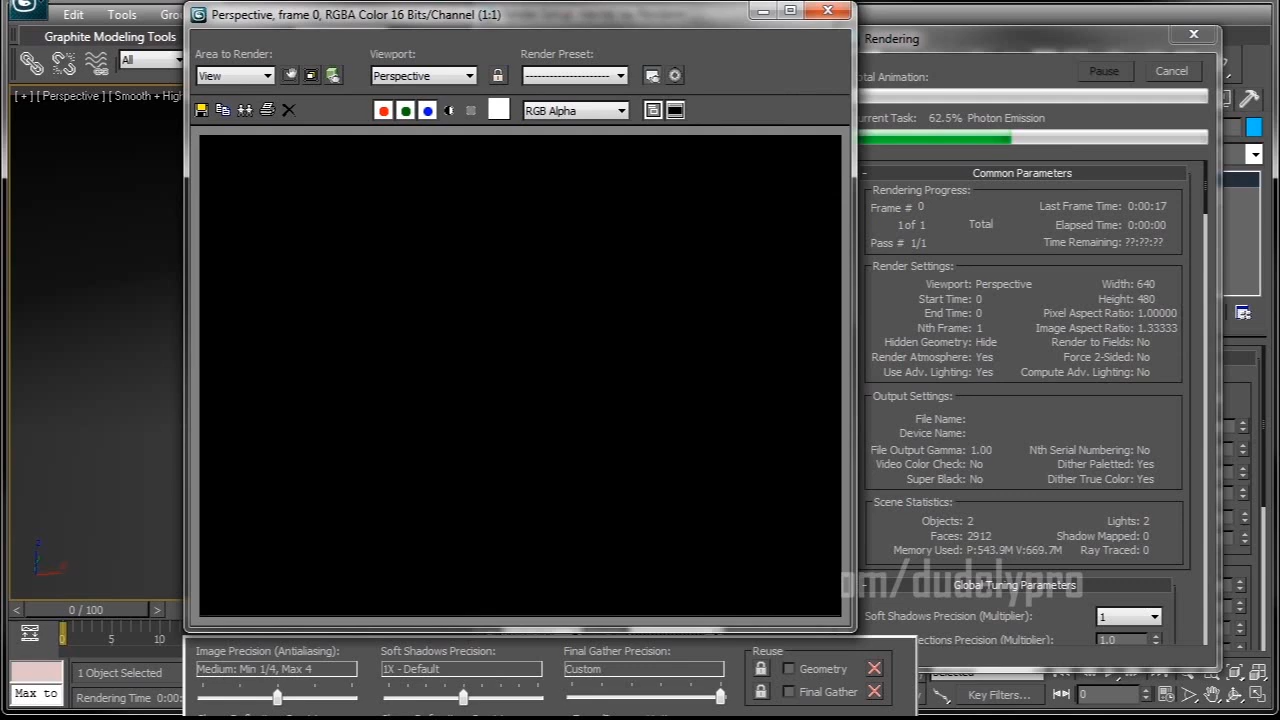 Perspective, frame 0, RGBA Color 16 Bits/Channel (1:1)
Edit Tools Gro
Graphite Modeling Tools
All
[ + ] [ Perspective ] [ Smooth + High
Area to Render: Viewport: Render Preset:
View Perspective --------------------
RGB Alpha
Rendering
otal Animation: Pause Cancel
urrent Task: 62.5% Photon Emission
Common Parameters
Rendering Progress:
Frame # 0 Last Frame Time: 0:00:17
1 of 1 Total Elapsed Time: 0:00:00
Pass # 1/1 Time Remaining: ??:??:??
Render Settings:
Viewport: Perspective Width: 640
Start Time: 0 Height: 480
End Time: 0 Pixel Aspect Ratio: 1.00000
Nth Frame: 1 Image Aspect Ratio: 1.33333
Hidden Geometry: Hide Render to Fields: No
Render Atmosphere: Yes Force 2-Sided: No
Use Adv. Lighting: Yes Compute Adv. Lighting: No
Output Settings:
File Name:
Device Name:
File Output Gamma: 1.00 Nth Serial Numbering: No
Video Color Check: No Dither Paletted: Yes
Super Black: No Dither True Color: Yes
Scene Statistics:
Objects: 2 Lights: 2
Faces: 2912 Shadow Mapped: 0
Memory Used: P:543.9M V:669.7M Ray Traced: 0
om/dudelypro
Global Tuning Parameters
Soft Shadows Precision (Multiplier): 1
ections Precision (Multiplier): 1.0
z
< 0 / 100 >
0 5 10
Image Precision (Antialiasing): Soft Shadows Precision: Final Gather Precision: Reuse
Medium: Min 1/4, Max 4 1X - Default Custom Geometry
Final Gather
1 Object Selected
Max to Rendering Time 0:00:
Selected
Key Filters... 0